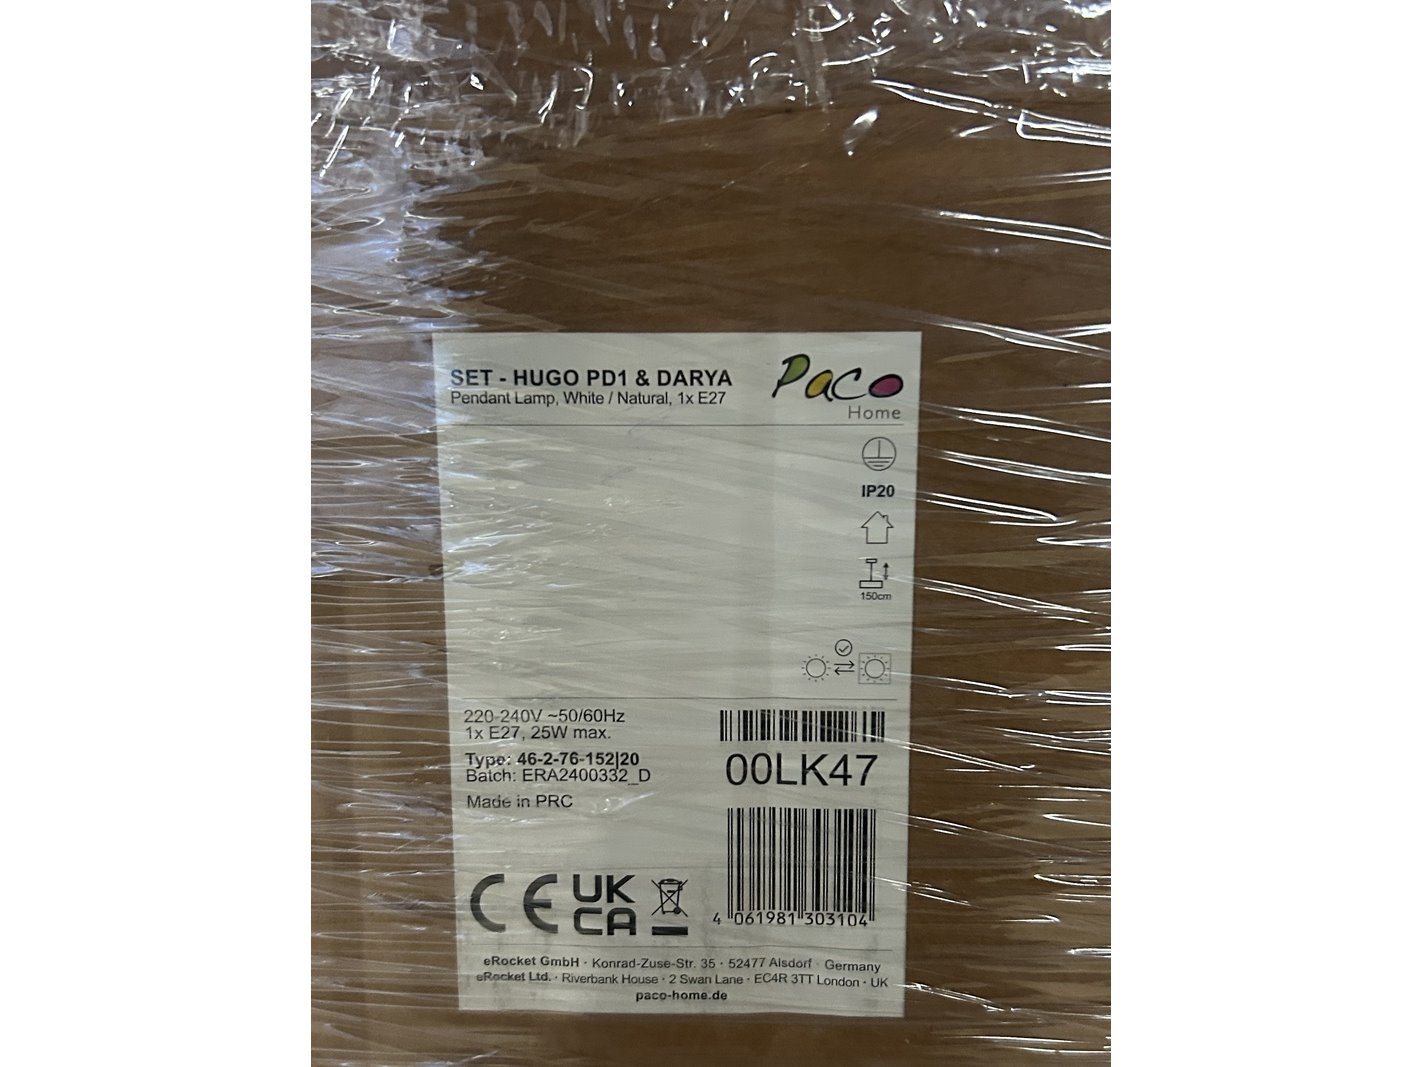 SET - HUGO PD1 & DARYA
Pendant Lamp, White / Natural, 1x E27
Paco
Home
IP20
150cm
220-240V ~50/60Hz
1x E27, 25W max.
Type: 46-2-76-152|20
Batch: ERA2400332_D
Made in PRC
00LK47
4 061981 303104
CE
UK
CA
eRocket GmbH · Konrad-Zuse-Str. 35 · 52477 Alsdorf · Germany
eRocket Ltd. · Riverbank House · 2 Swan Lane · EC4R 3TT London · UK
paco-home.de